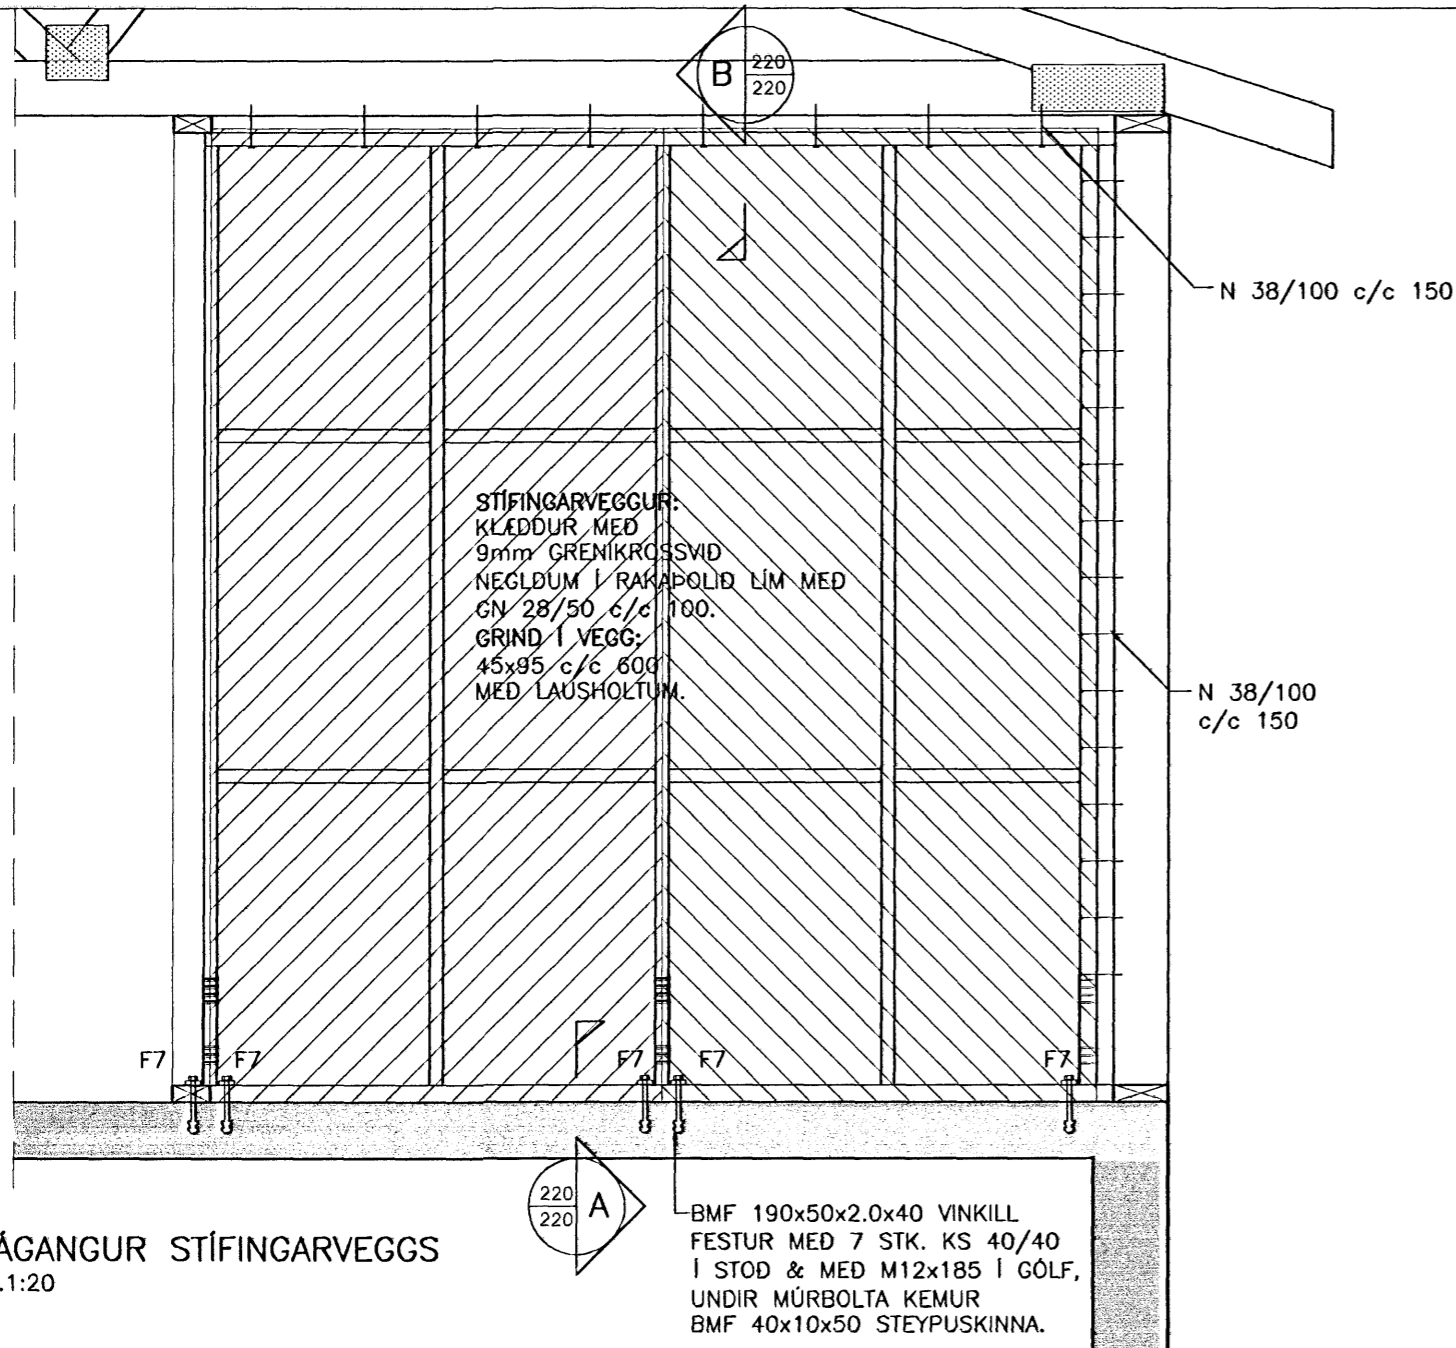 B
220
220
N 38/100 c/c 150
STÍFINGARVEGGUR:
KLÆDDUR MEÐ
9mm GRENIKROSSVIÐ
NEGLDUM Í RAKAÞOLIÐ LÍM MEÐ
GN 28/50 c/c 100.
GRIND Í VEGG:
45x95 c/c 600
MEÐ LAUSHOLTUM.
N 38/100
c/c 150
F7 F7 F7 F7 F7
220
220
A
BMF 190x50x2.0x40 VINKILL
FESTUR MEÐ 7 STK. KS 40/40
Í STOÐ & MEÐ M12x185 Í GÓLF,
UNDIR MÚRBOLTA KEMUR
BMF 40x10x50 STEYPUSKINNA.
ÁGANGUR STÍFINGARVEGGS
.1:20